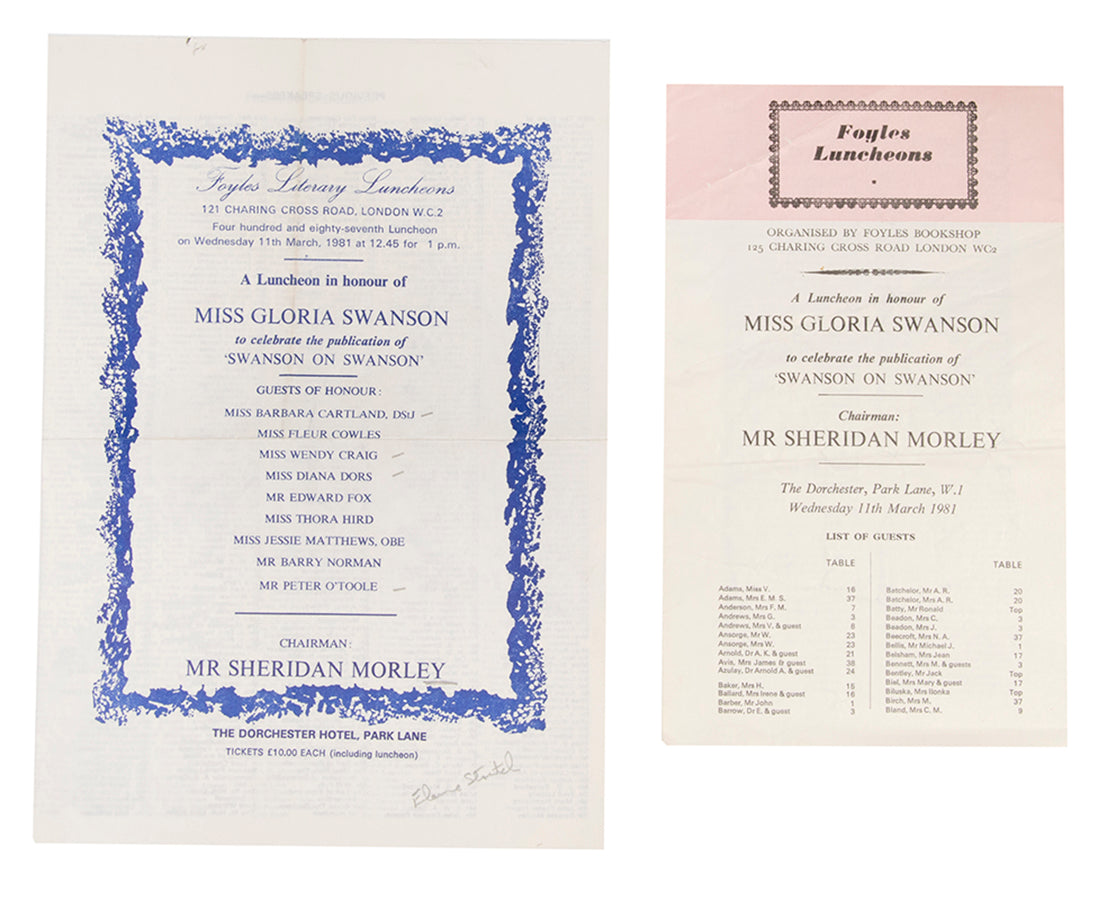 Foyles Literary Luncheons
121 CHARING CROSS ROAD, LONDON W.C.2
Four hundred and eighty-seventh Luncheon
on Wednesday 11th March, 1981 at 12.45 for 1 p.m.
A Luncheon in honour of
MISS GLORIA SWANSON
to celebrate the publication of
‘SWANSON ON SWANSON’
GUESTS OF HONOUR:
MISS BARBARA CARTLAND, DStJ
MISS FLEUR COWLES
MISS WENDY CRAIG
MISS DIANA DORS
MR EDWARD FOX
MISS THORA HIRD
MISS JESSIE MATTHEWS, OBE
MR BARRY NORMAN
MR PETER O'TOOLE
CHAIRMAN:
MR SHERIDAN MORLEY
THE DORCHESTER HOTEL, PARK LANE
TICKETS £10.00 EACH (including luncheon)
Elaine
Foyles
Luncheons
ORGANISED BY FOYLES BOOKSHOP
125 CHARING CROSS ROAD LONDON WC2
A Luncheon in honour of
MISS GLORIA SWANSON
to celebrate the publication of
‘SWANSON ON SWANSON’
Chairman:
MR SHERIDAN MORLEY
The Dorchester, Park Lane, W.1
Wednesday 11th March 1981
LIST OF GUESTS
TABLE
Adams, Miss V. 16
Adams, Mrs E. M. S. 37
Anderson, Mrs F. M. 7
Andrews, Mrs G. 3
Andrews, Mrs V. & guest 6
Ansorge, Mr W. 23
Ansorge, Mrs W. 23
Arnold, Dr A. K. & guest 21
Avis, Mrs James & guest 38
Azulay, Dr Arnold A. & guest 24
Baker, Mrs H. 15
Ballard, Mrs Irene & guest 16
Barber, Mr John 1
Barrow, Dr E. & guest 3
TABLE
Batchelor, Mr A. R. 20
Batchelor, Mrs A. R. 20
Batty, Mr Ronald Top
Beadon, Mrs C. 3
Beadon, Mrs J. 3
Beecroft, Mrs N. A. 37
Bellis, Mr Michael J. 1
Belsham, Mrs Jean 17
Bennett, Mrs M. & guests 3
Bentley, Mr Jack Top
Biel, Mrs Mary & guest 17
Biluska, Mrs Ilonka Top
Birch, Mrs M. 37
Bland, Mrs C. M. 9